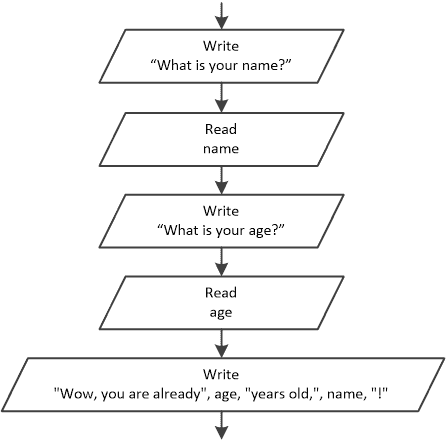 Write
“What is your name?”
Read
name
Write
“What is your age?”
Read
age
Write
"Wow, you are already", age, "years old,", name, "!"